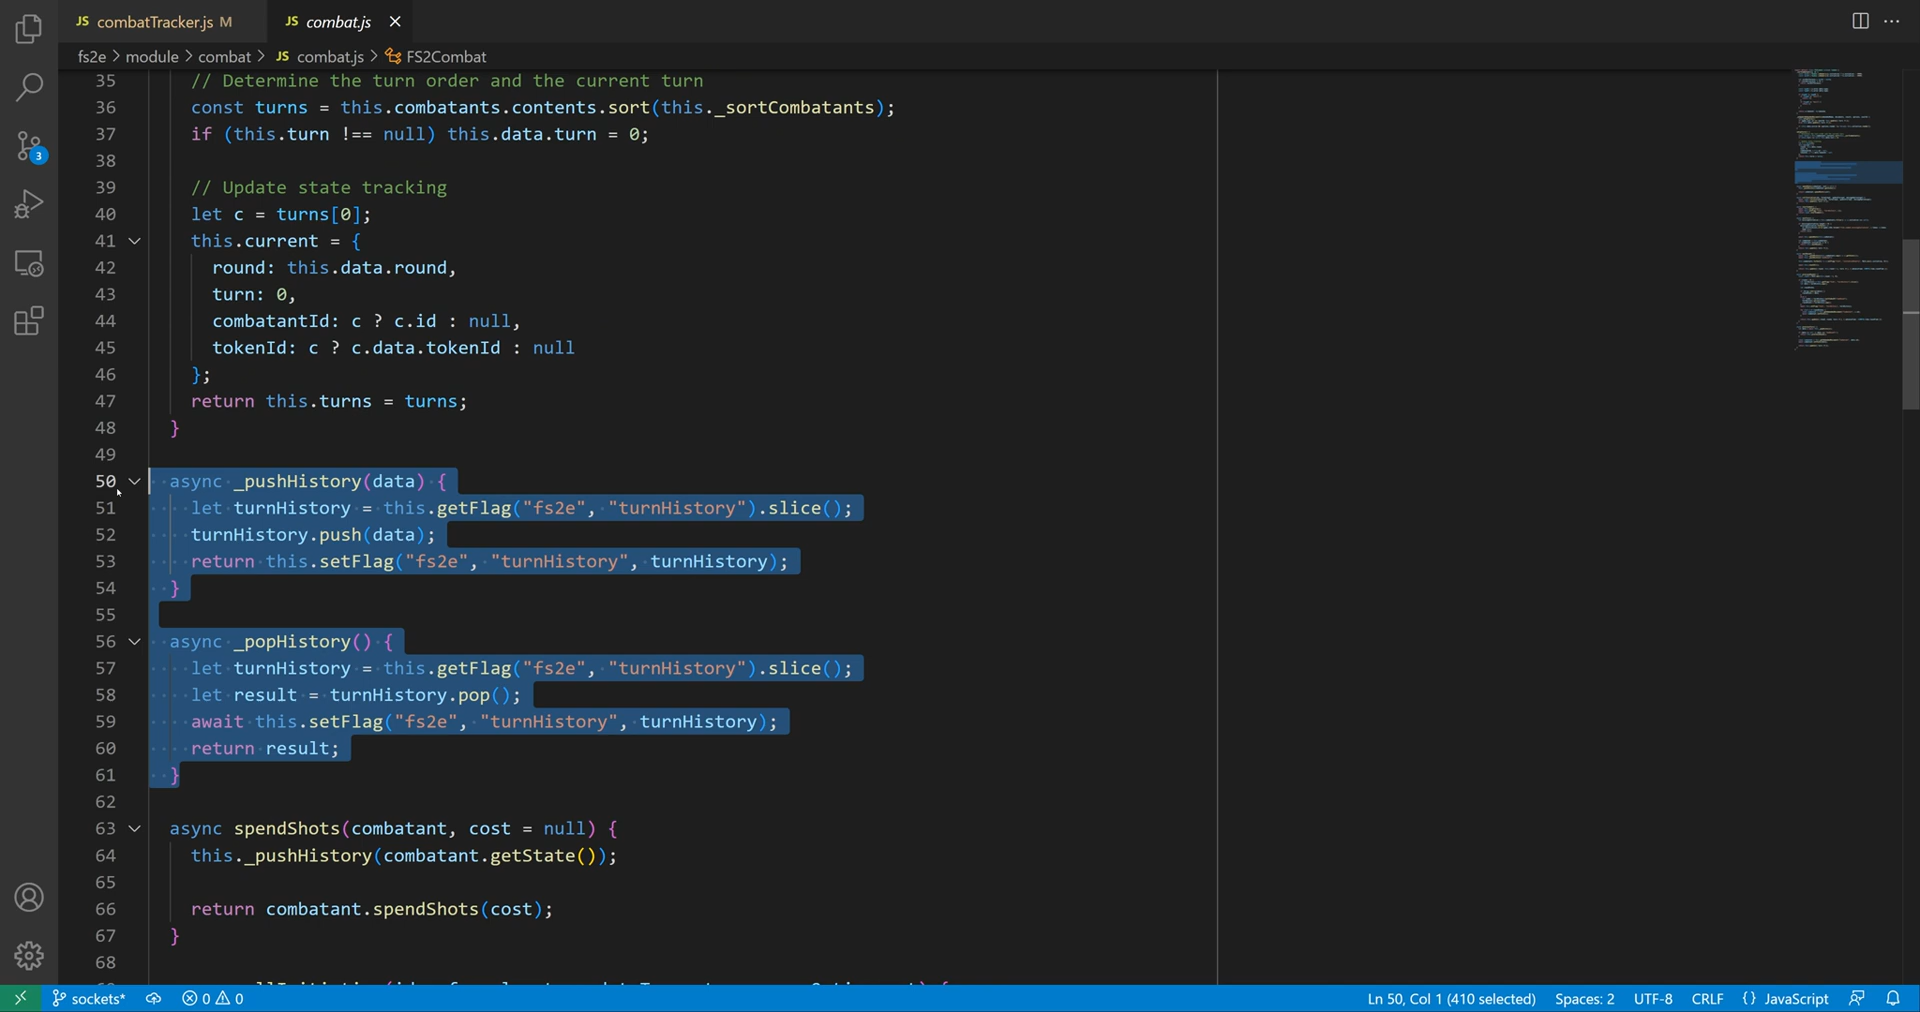 JS combatTracker.js M
JS combat.js
fs2e > module > combat > JS combat.js > FS2Combat
35 // Determine the turn order and the current turn
36 const turns = this.combatants.contents.sort(this._sortCombatants);
37 if (this.turn !== null) this.data.turn = 0;
38
39 // Update state tracking
40 let c = turns[0];
41 this.current = {
42 round: this.data.round,
43 turn: 0,
44 combatantId: c ? c.id : null,
45 tokenId: c ? c.data.tokenId : null
46 };
47 return this.turns = turns;
48 }
49
50 async _pushHistory(data) {
51 let turnHistory = this.getFlag("fs2e", "turnHistory").slice();
52 turnHistory.push(data);
53 return this.setFlag("fs2e", "turnHistory", turnHistory);
54 }
55
56 async _popHistory() {
57 let turnHistory = this.getFlag("fs2e", "turnHistory").slice();
58 let result = turnHistory.pop();
59 await this.setFlag("fs2e", "turnHistory", turnHistory);
60 return result;
61 }
62
63 async spendShots(combatant, cost = null) {
64 this._pushHistory(combatant.getState());
65
66 return combatant.spendShots(cost);
67 }
68
3
sockets* 0 0 Ln 50, Col 1 (410 selected) Spaces: 2 UTF-8 CRLF {} JavaScript